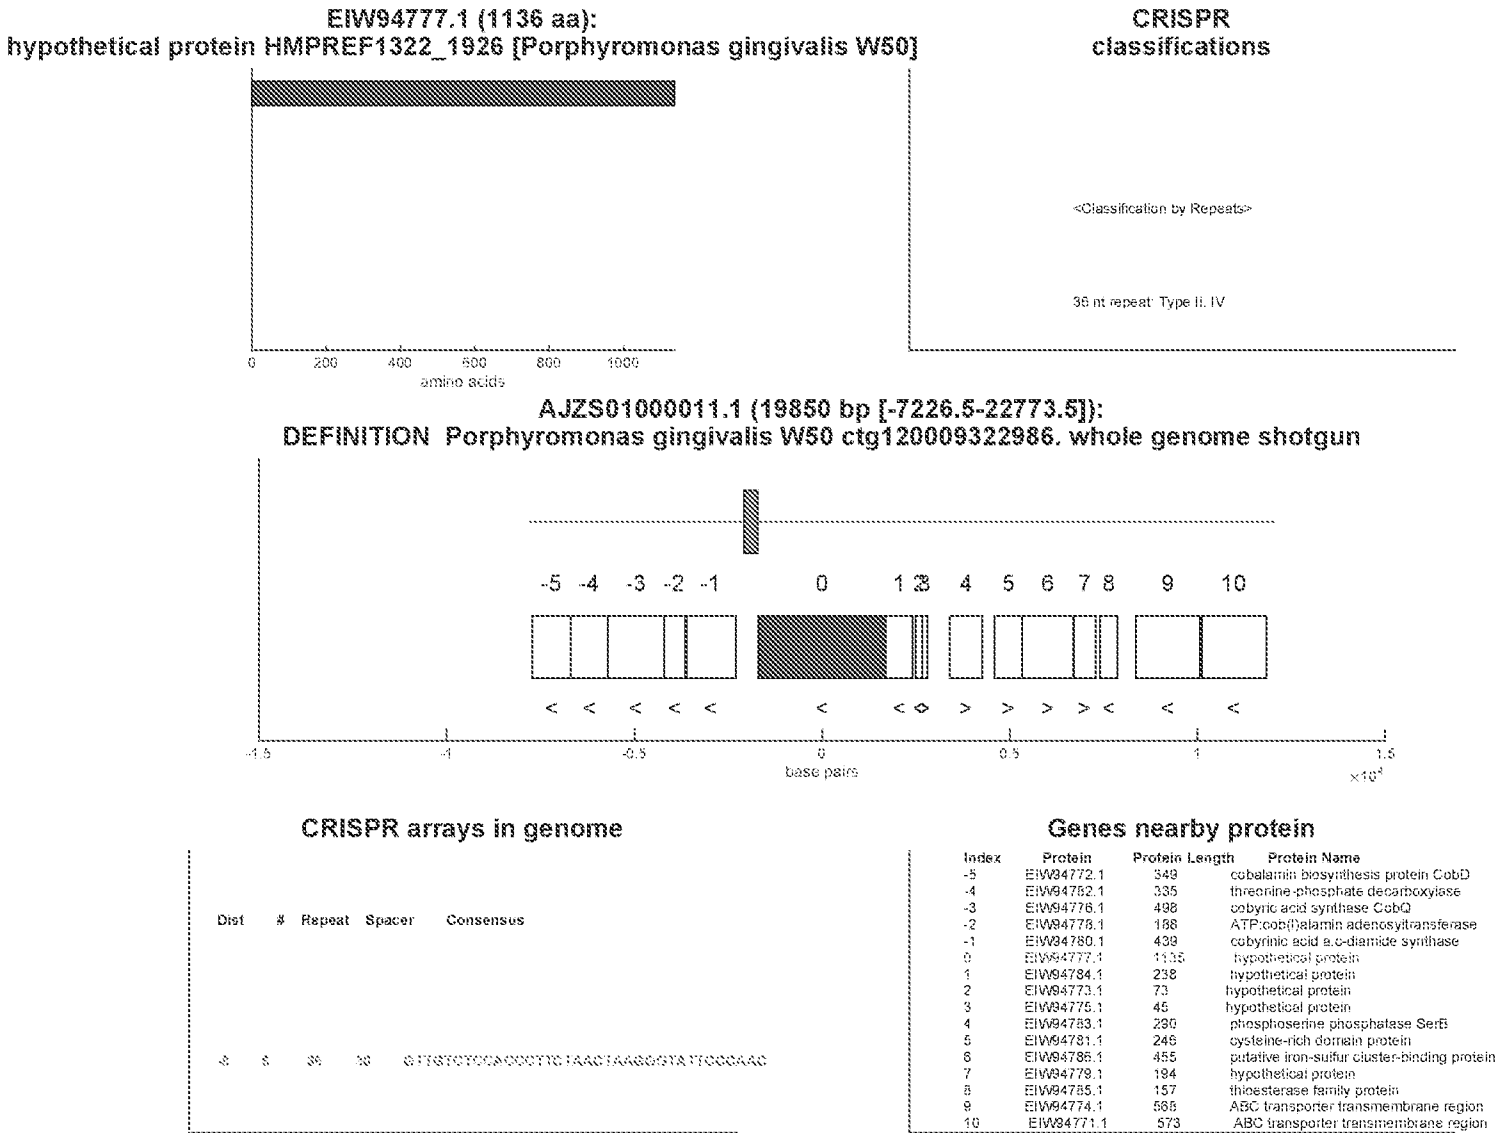 EIW94777.1 (1136 aa):
hypothetical protein HMPREF1322_1926 [Porphyromonas gingivalis W50]
CRISPR
classifications
<Classification by Repeats>
36 nt repeat: Type II, IV
0 200 400 600 800 1000
amino acids
AJZS01000011.1 (19850 bp [-7226.5-22773.5]):
DEFINITION Porphyromonas gingivalis W50 ctg120009322986. whole genome shotgun
-5 -4 -3 -2 -1 0 1 2 3 4 5 6 7 8 9 10
< < < < < < < <> > > > > < < <
-1.5 -1 -0.5 0 0.5 1 1.5
base pairs
×10⁴
CRISPR arrays in genome
Dist # Repeat Spacer Consensus
36 30
Genes nearby protein
Index Protein Protein Length Protein Name
-5 EIW94772.1 349 cobalamin biosynthesis protein CobD
-4 EIW94782.1 335 threonine-phosphate decarboxylase
-3 EIW94776.1 498 cobyric acid synthase CobQ
-2 EIW94778.1 188 ATP:cob(I)alamin adenosyltransferase
-1 EIW94780.1 439 cobyrinic acid a,c-diamide synthase
0 EIW94777.1 hypothetical protein
1 EIW94784.1 238 hypothetical protein
2 EIW94773.1 73 hypothetical protein
3 EIW94775.1 45 hypothetical protein
4 EIW94783.1 290 phosphoserine phosphatase SerB
5 EIW94781.1 246 cysteine-rich domain protein
6 EIW94786.1 455 putative iron-sulfur cluster-binding protein
7 EIW94779.1 194 hypothetical protein
8 EIW94785.1 157 thioesterase family protein
9 EIW94774.1 568 ABC transporter transmembrane region
10 EIW94771.1 573 ABC transporter transmembrane region